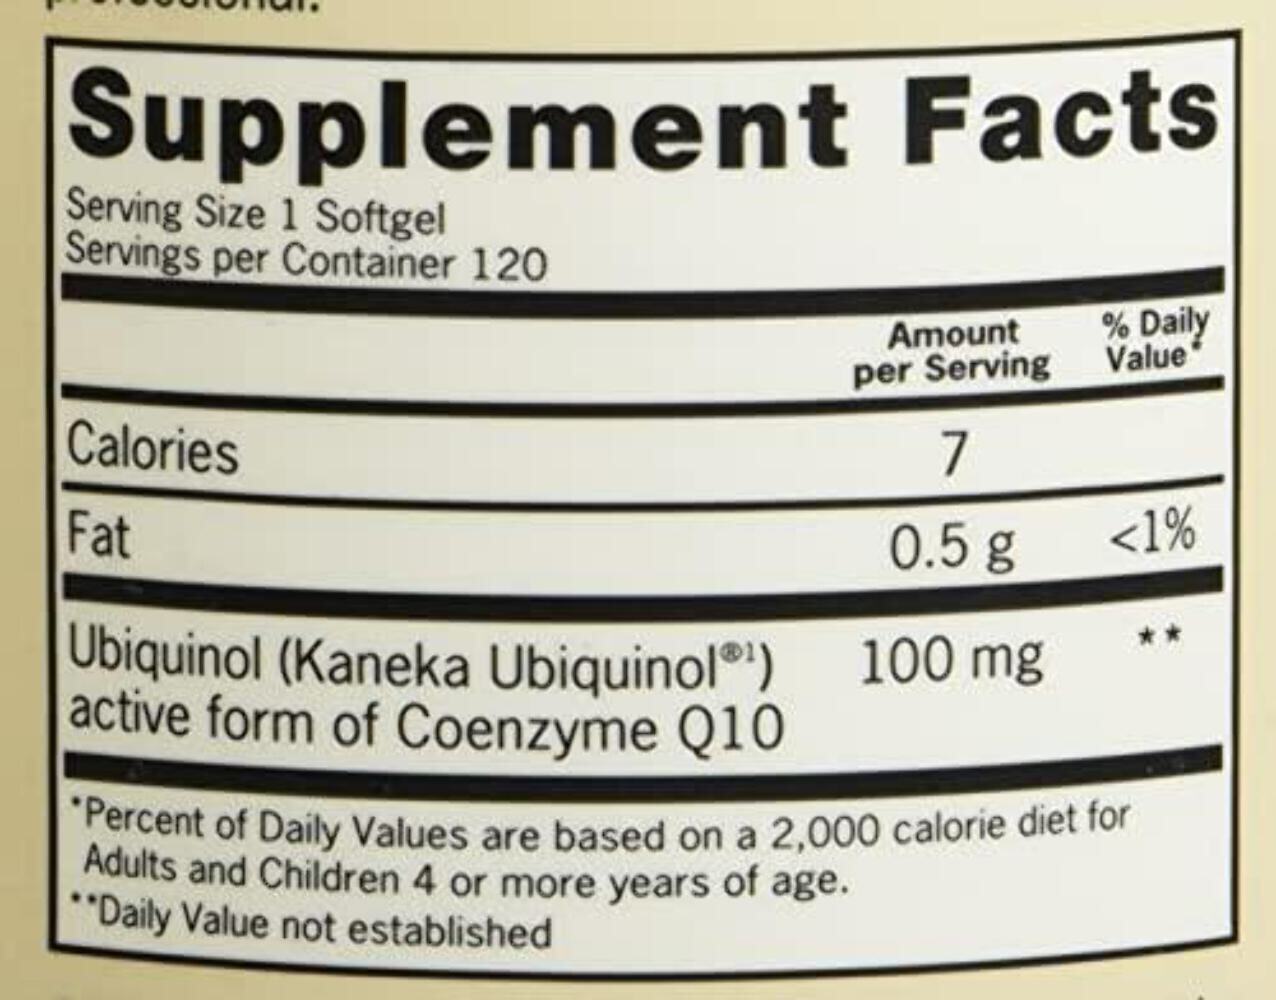 professional.
Supplement Facts
Serving Size 1 Softgel
Servings per Container 120
Amount per Serving % Daily Value*
Calories 7
Fat 0.5 g <1%
Ubiquinol (Kaneka Ubiquinol®¹) 100 mg **
active form of Coenzyme Q10
*Percent of Daily Values are based on a 2,000 calorie diet for
Adults and Children 4 or more years of age.
**Daily Value not established